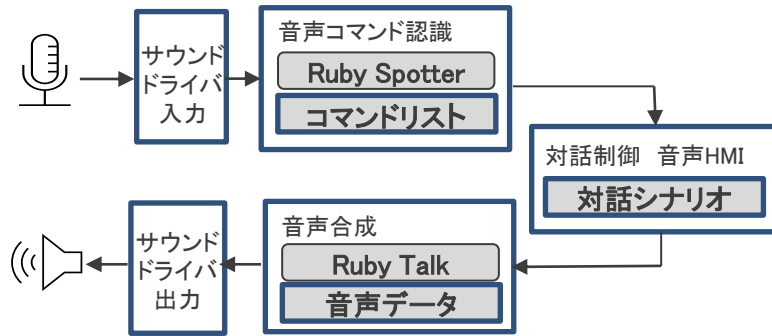 サウンド
ドライバ
入力
音声コマンド認識
Ruby Spotter
コマンドリスト
対話制御　音声HMI
対話シナリオ
音声合成
Ruby Talk
音声データ
サウンド
ドライバ
出力